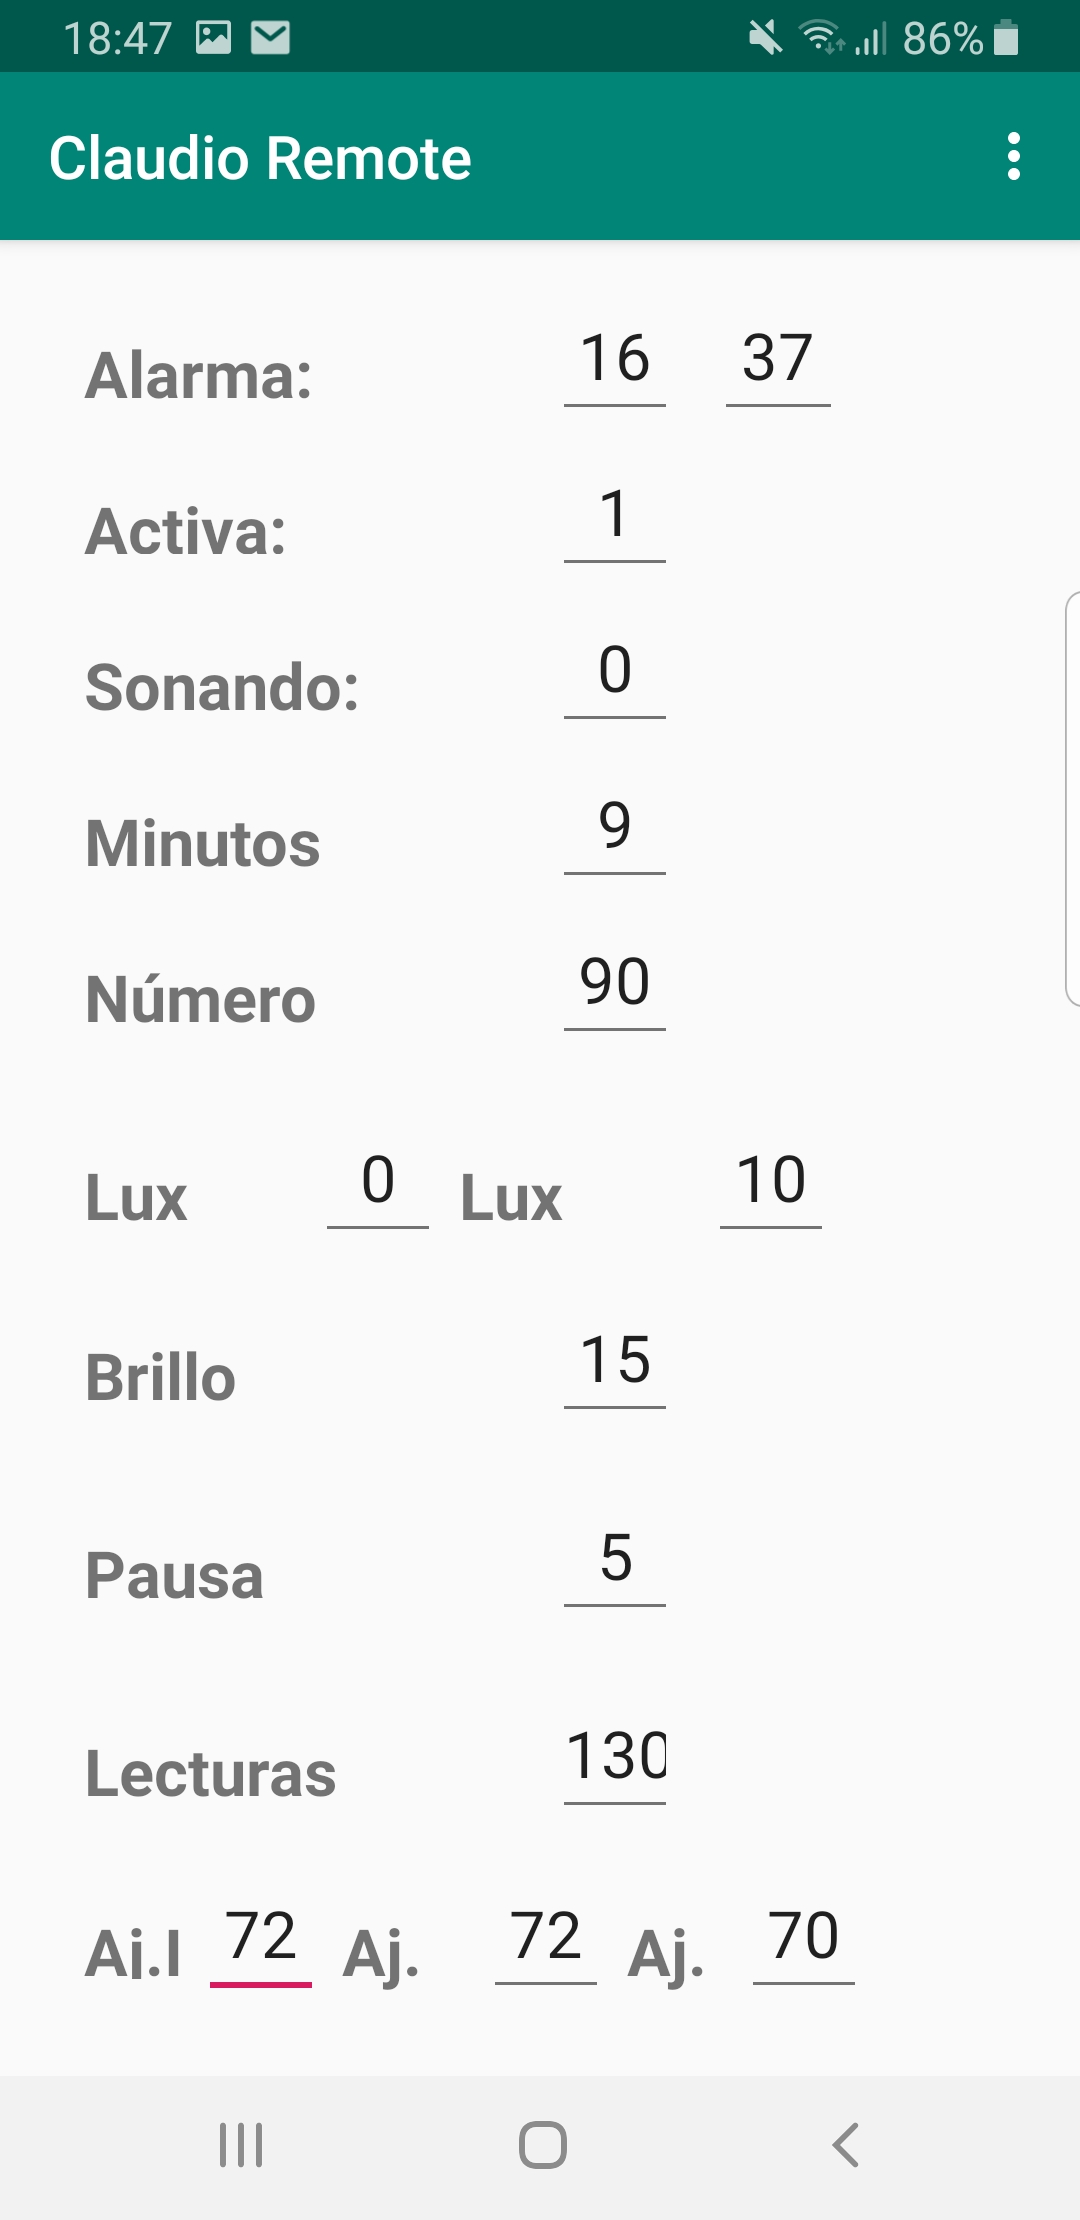 18:47 86%
Claudio Remote
Alarma: 16 37
Activa: 1
Sonando: 0
Minutos 9
Número 90
Lux 0 Lux 10
Brillo 15
Pausa 5
Lecturas 130
Aj.I 72 Aj. 72 Aj. 70